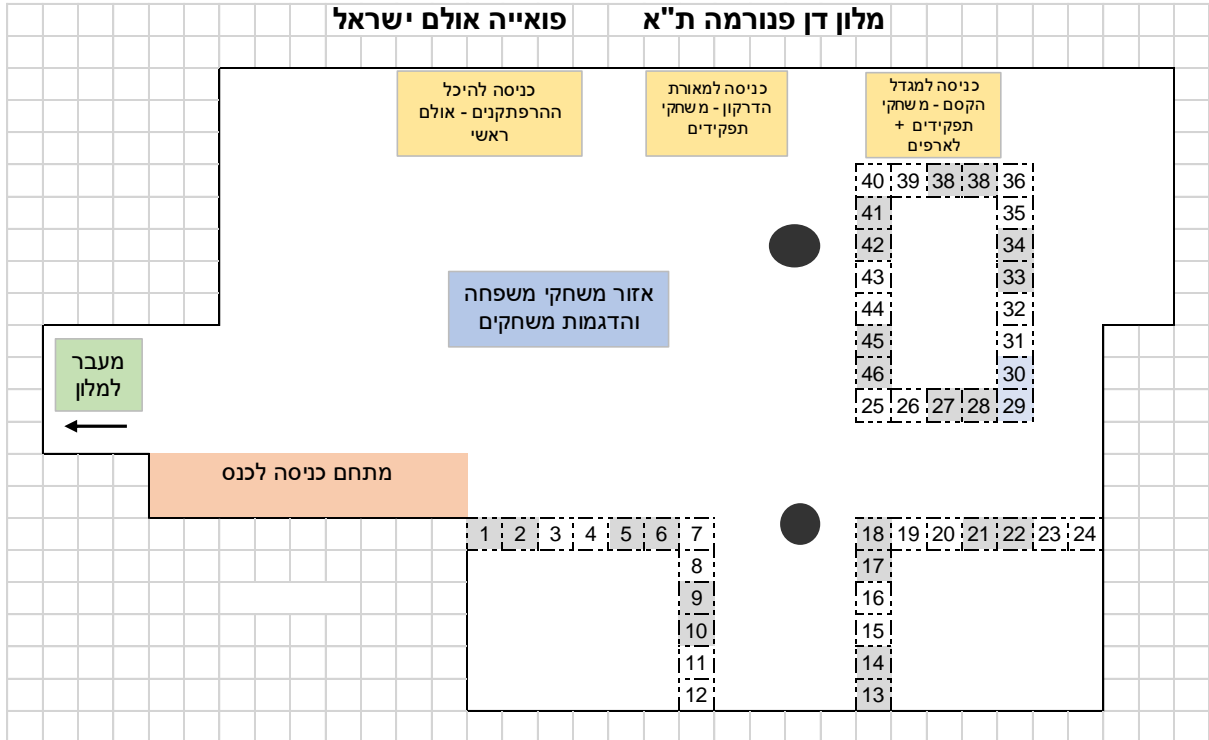 מלון דן פנורמה ת"א פואייה אולם ישראל
כניסה למגדל
הקסם - משחקי
תפקידים +
לארפים
כניסה למאורת
הדרקון - משחקי
תפקידים
כניסה להיכל
ההרפתקנים - אולם
ראשי
40 39 38 38 36
41 35
42 34
43 33
44 32
45 31
46 30
25 26 27 28 29
אזור משחקי משפחה
והדגמות משחקים
מעבר
למלון
מתחם כניסה לכנס
1 2 3 4 5 6 7
8
9
10
11
12
18 19 20 21 22 23 24
17
16
15
14
13